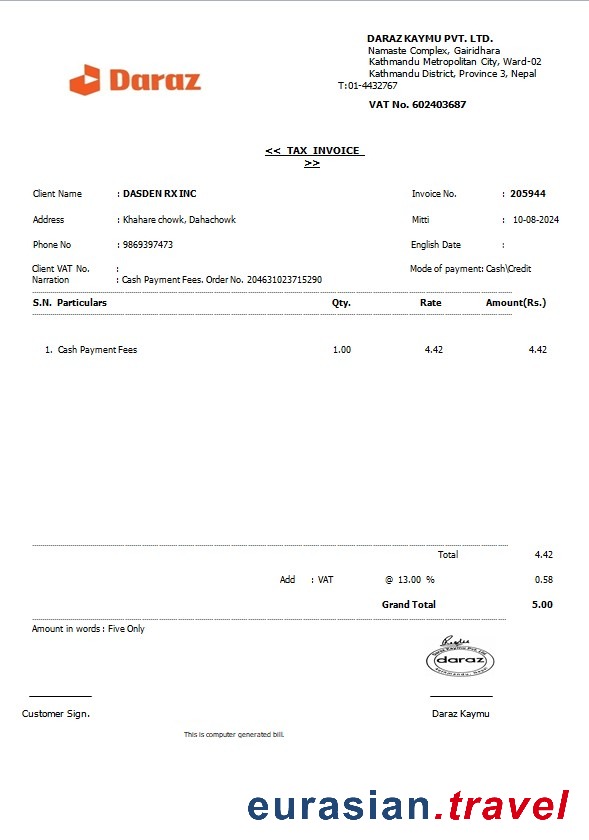 Daraz
DARAZ KAYMU PVT. LTD.
Namaste Complex, Gairidhara
Kathmandu Metropolitan City, Ward-02
Kathmandu District, Province 3, Nepal
T:01-4432767
VAT No. 602403687
<< TAX INVOICE
>>
Client Name : DASDEN RX INC Invoice No. : 205944
Address : Khahare chowk, Dahachowk Mitti : 10-08-2024
Phone No : 9869397473 English Date :
Client VAT No. : Mode of payment: Cash\Credit
Narration : Cash Payment Fees. Order No. 204631023715290
S.N. Particulars Qty. Rate Amount(Rs.)
1. Cash Payment Fees 1.00 4.42 4.42
Total 4.42
Add : VAT @ 13.00 % 0.58
Grand Total 5.00
Amount in words : Five Only
Daraz Kaymu Pvt. Ltd.
daraz
Customer Sign. Daraz Kaymu
This is computer generated bill.
eurasian.travel